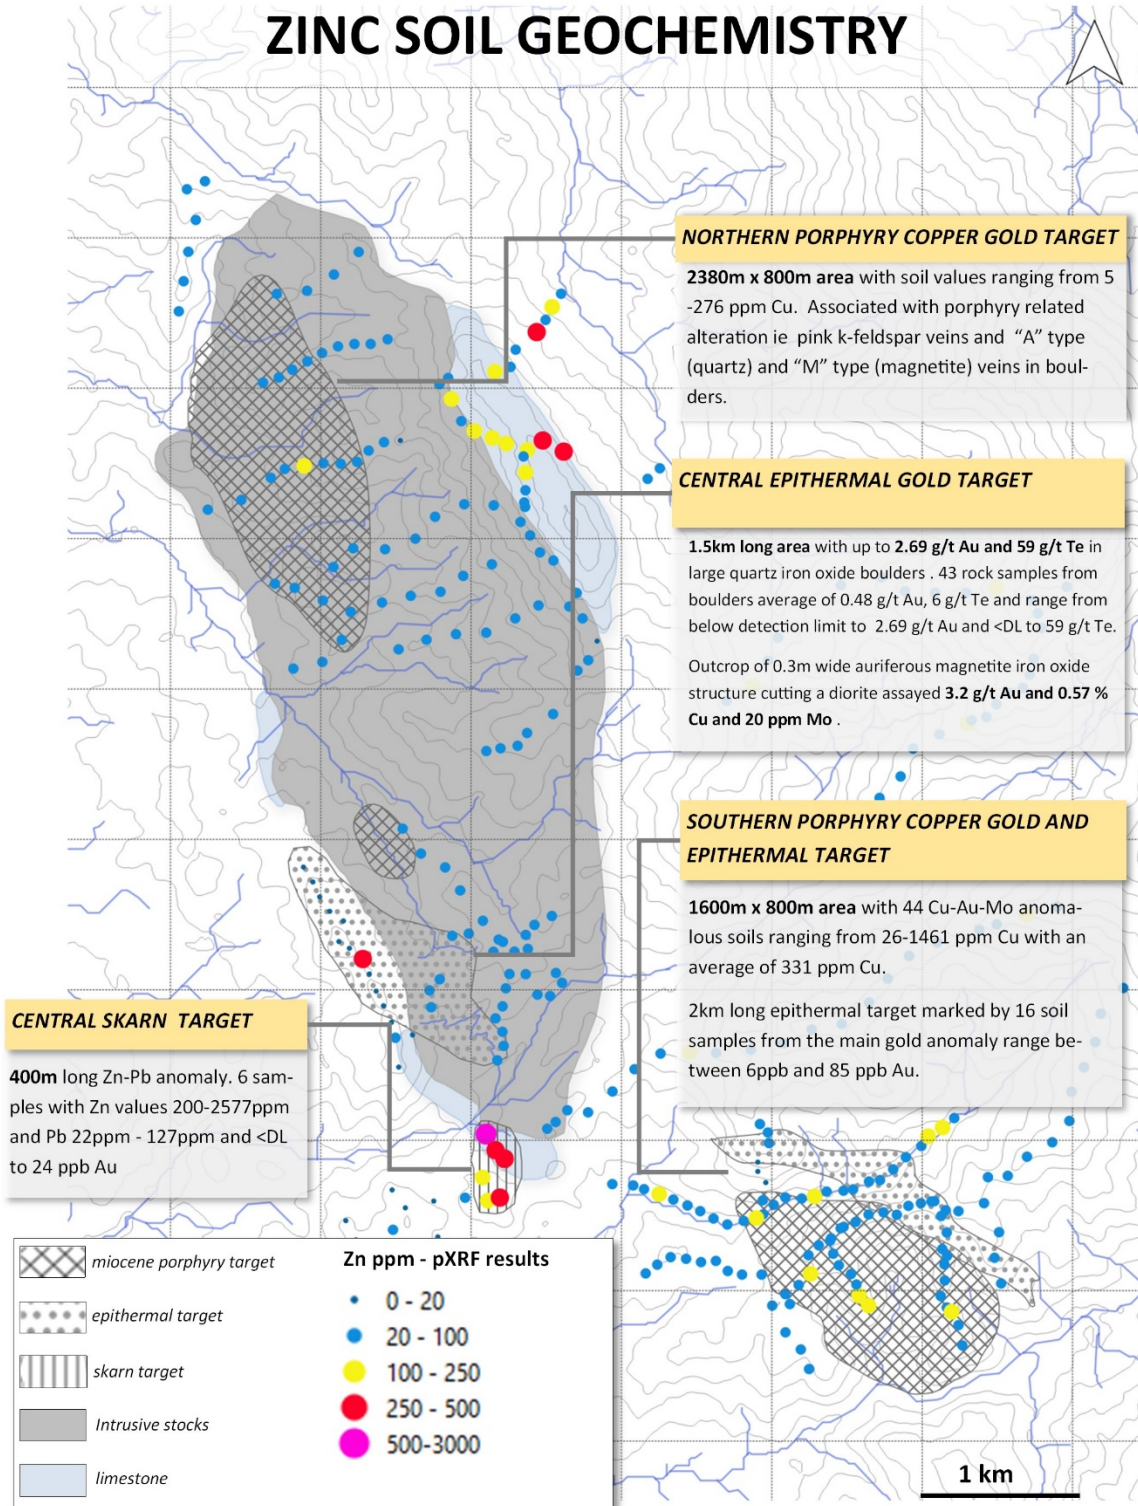 ZINC SOIL GEOCHEMISTRY
NORTHERN PORPHYRY COPPER GOLD TARGET
2380m x 800m area with soil values ranging from 5
-276 ppm Cu. Associated with porphyry related
alteration ie pink k-feldspar veins and “A” type
(quartz) and “M” type (magnetite) veins in boul-
ders.
CENTRAL EPITHERMAL GOLD TARGET
1.5km long area with up to 2.69 g/t Au and 59 g/t Te in
large quartz iron oxide boulders . 43 rock samples from
boulders average of 0.48 g/t Au, 6 g/t Te and range from
below detection limit to 2.69 g/t Au and <DL to 59 g/t Te.
Outcrop of 0.3m wide auriferous magnetite iron oxide
structure cutting a diorite assayed 3.2 g/t Au and 0.57 %
Cu and 20 ppm Mo .
SOUTHERN PORPHYRY COPPER GOLD AND
EPITHERMAL TARGET
1600m x 800m area with 44 Cu-Au-Mo anoma-
lous soils ranging from 26-1461 ppm Cu with an
average of 331 ppm Cu.
2km long epithermal target marked by 16 soil
samples from the main gold anomaly range be-
tween 6ppb and 85 ppb Au.
CENTRAL SKARN TARGET
400m long Zn-Pb anomaly. 6 sam-
ples with Zn values 200-2577ppm
and Pb 22ppm - 127ppm and <DL
to 24 ppb Au
miocene porphyry target
epithermal target
skarn target
Intrusive stocks
limestone
Zn ppm - pXRF results
0 - 20
20 - 100
100 - 250
250 - 500
500-3000
1 km